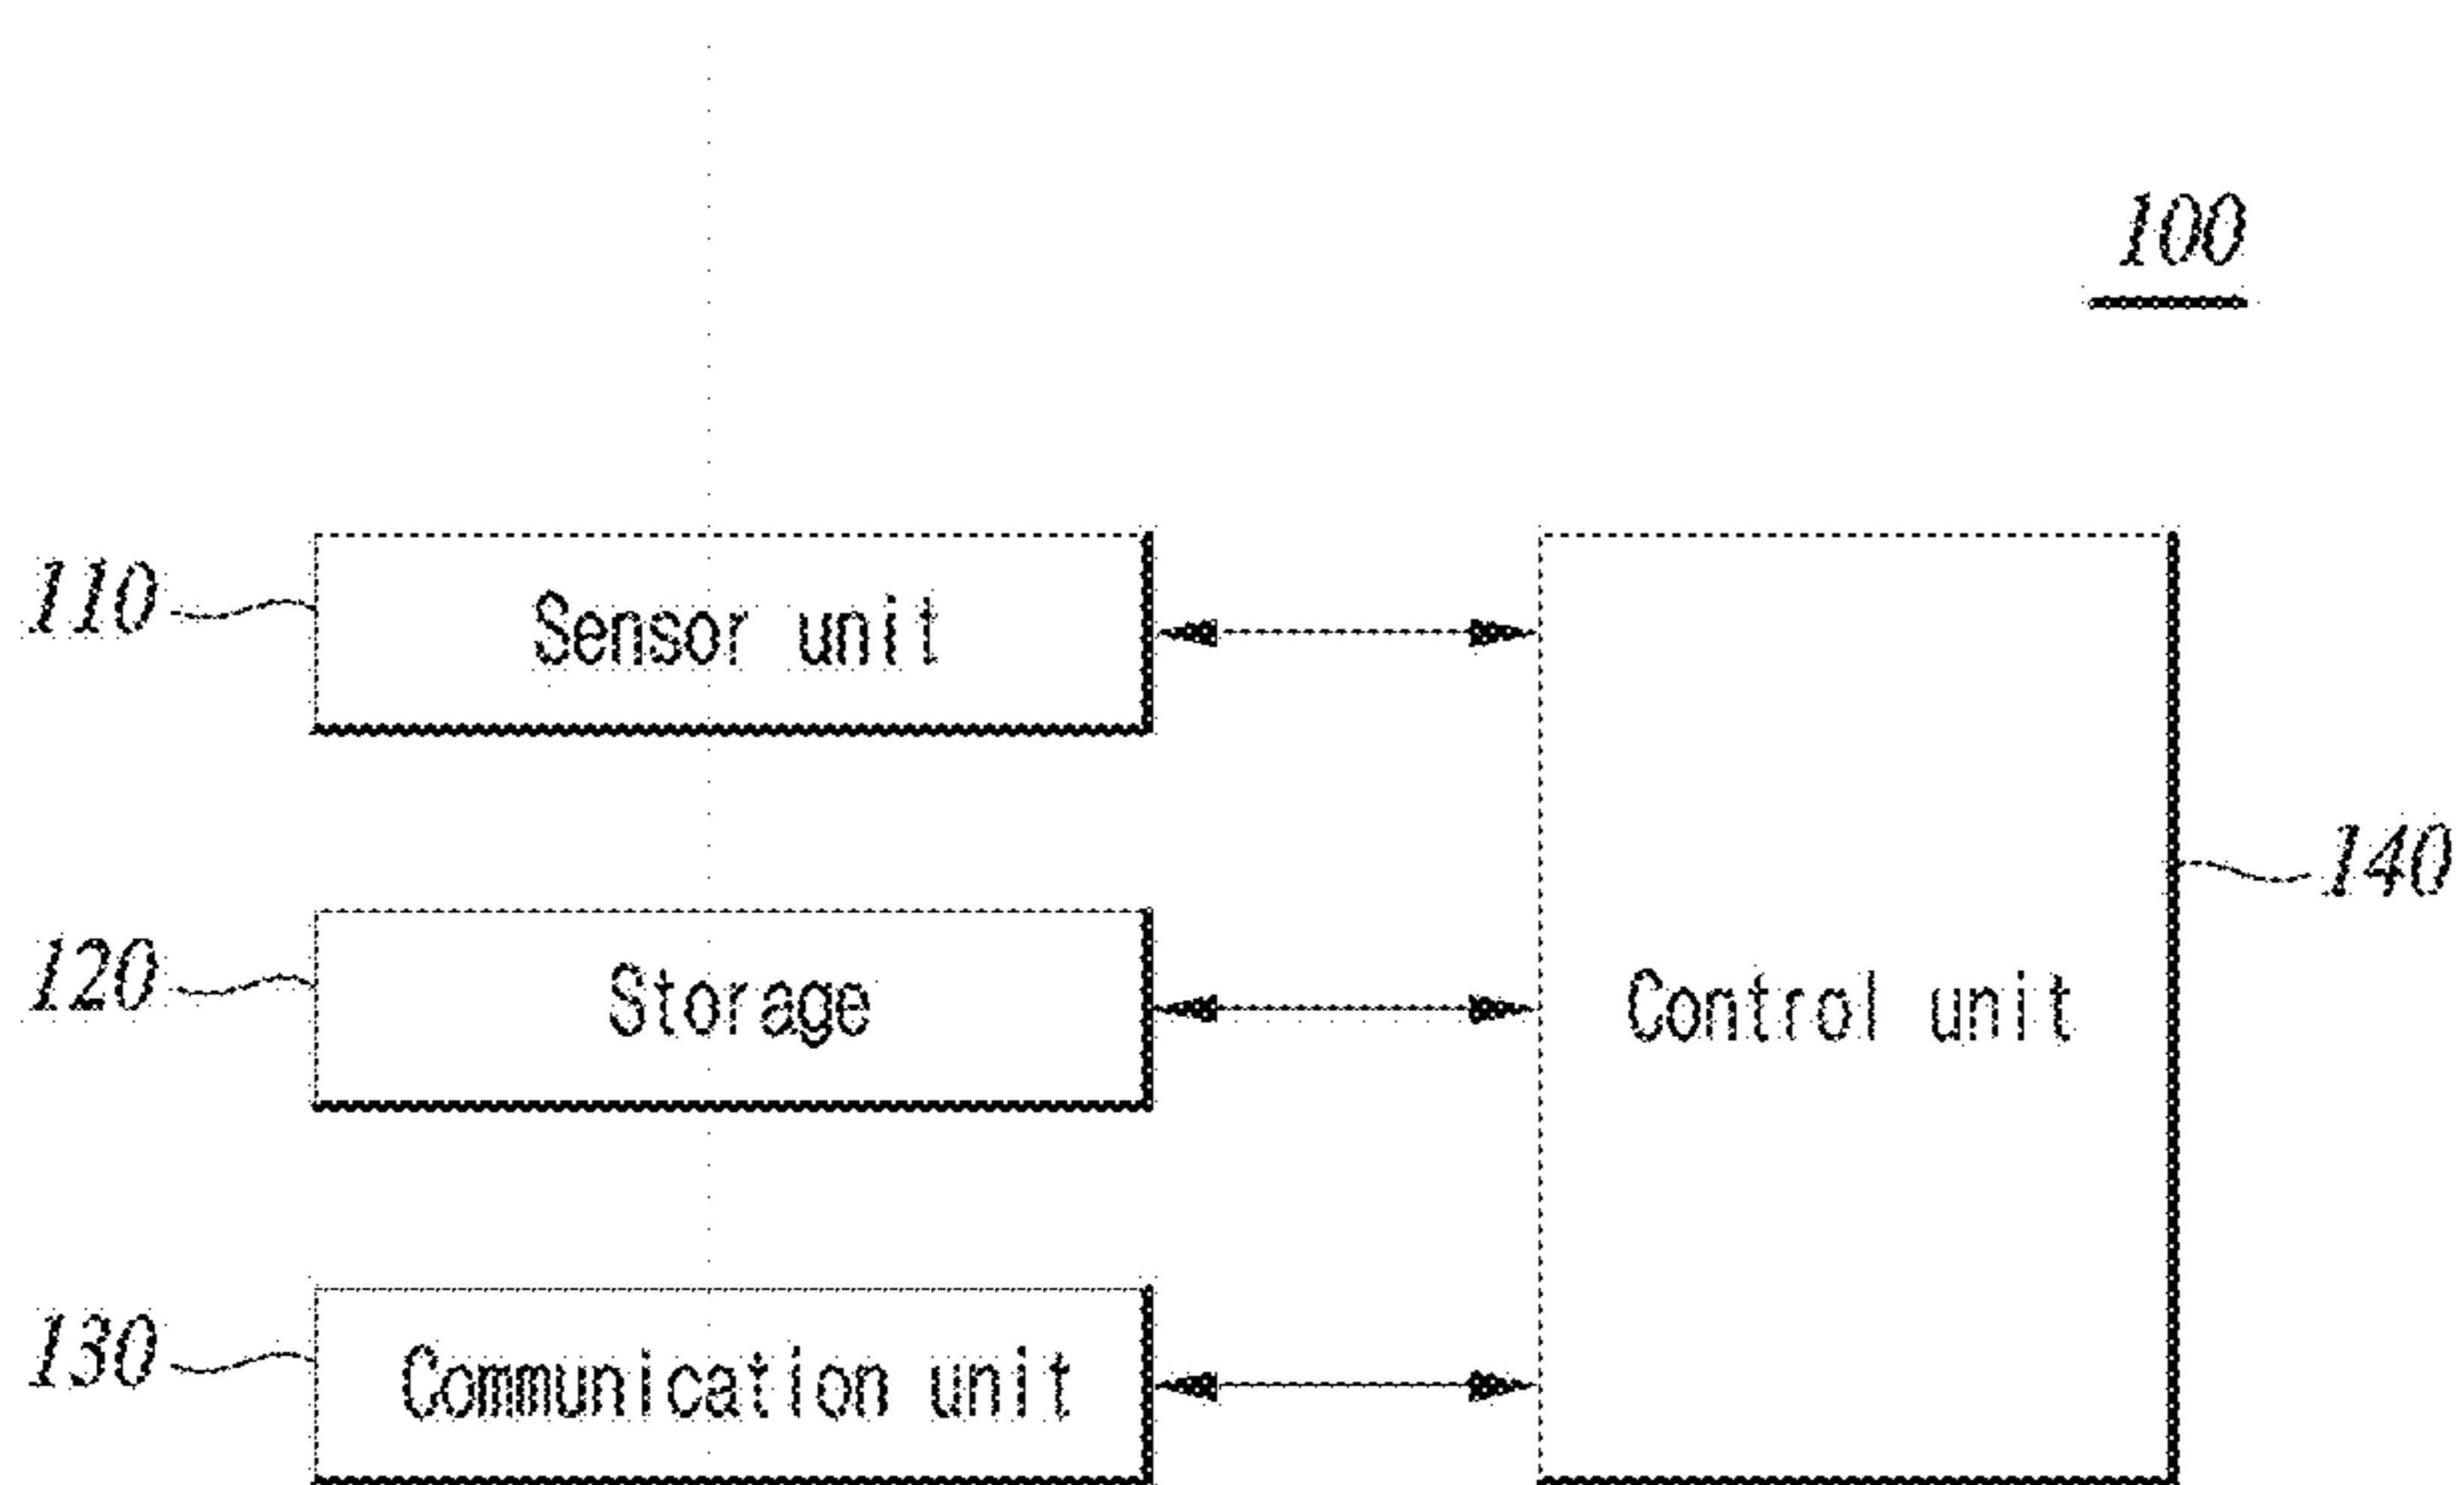 100
110
Sensor unit
140
120
Storage
Control unit
130
Communication unit